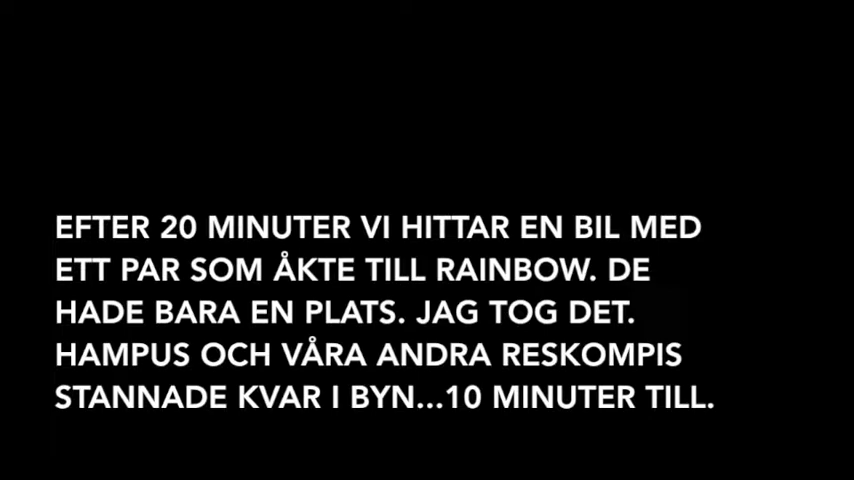 EFTER 20 MINUTER VI HITTAR EN BIL MED
ETT PAR SOM ÅKTE TILL RAINBOW. DE
HADE BARA EN PLATS. JAG TOG DET.
HAMPUS OCH VÅRA ANDRA RESKOMPIS
STANNADE KVAR I BYN...10 MINUTER TILL.